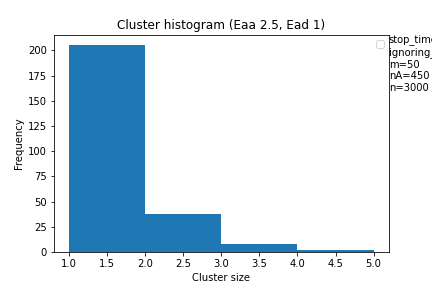 Cluster histogram (Eaa 2.5, Ead 1)
200
175
150
125
100
75
50
25
0
Frequency
1.0 1.5 2.0 2.5 3.0 3.5 4.0 4.5 5.0
Cluster size
m=50
nA=450
n=3000